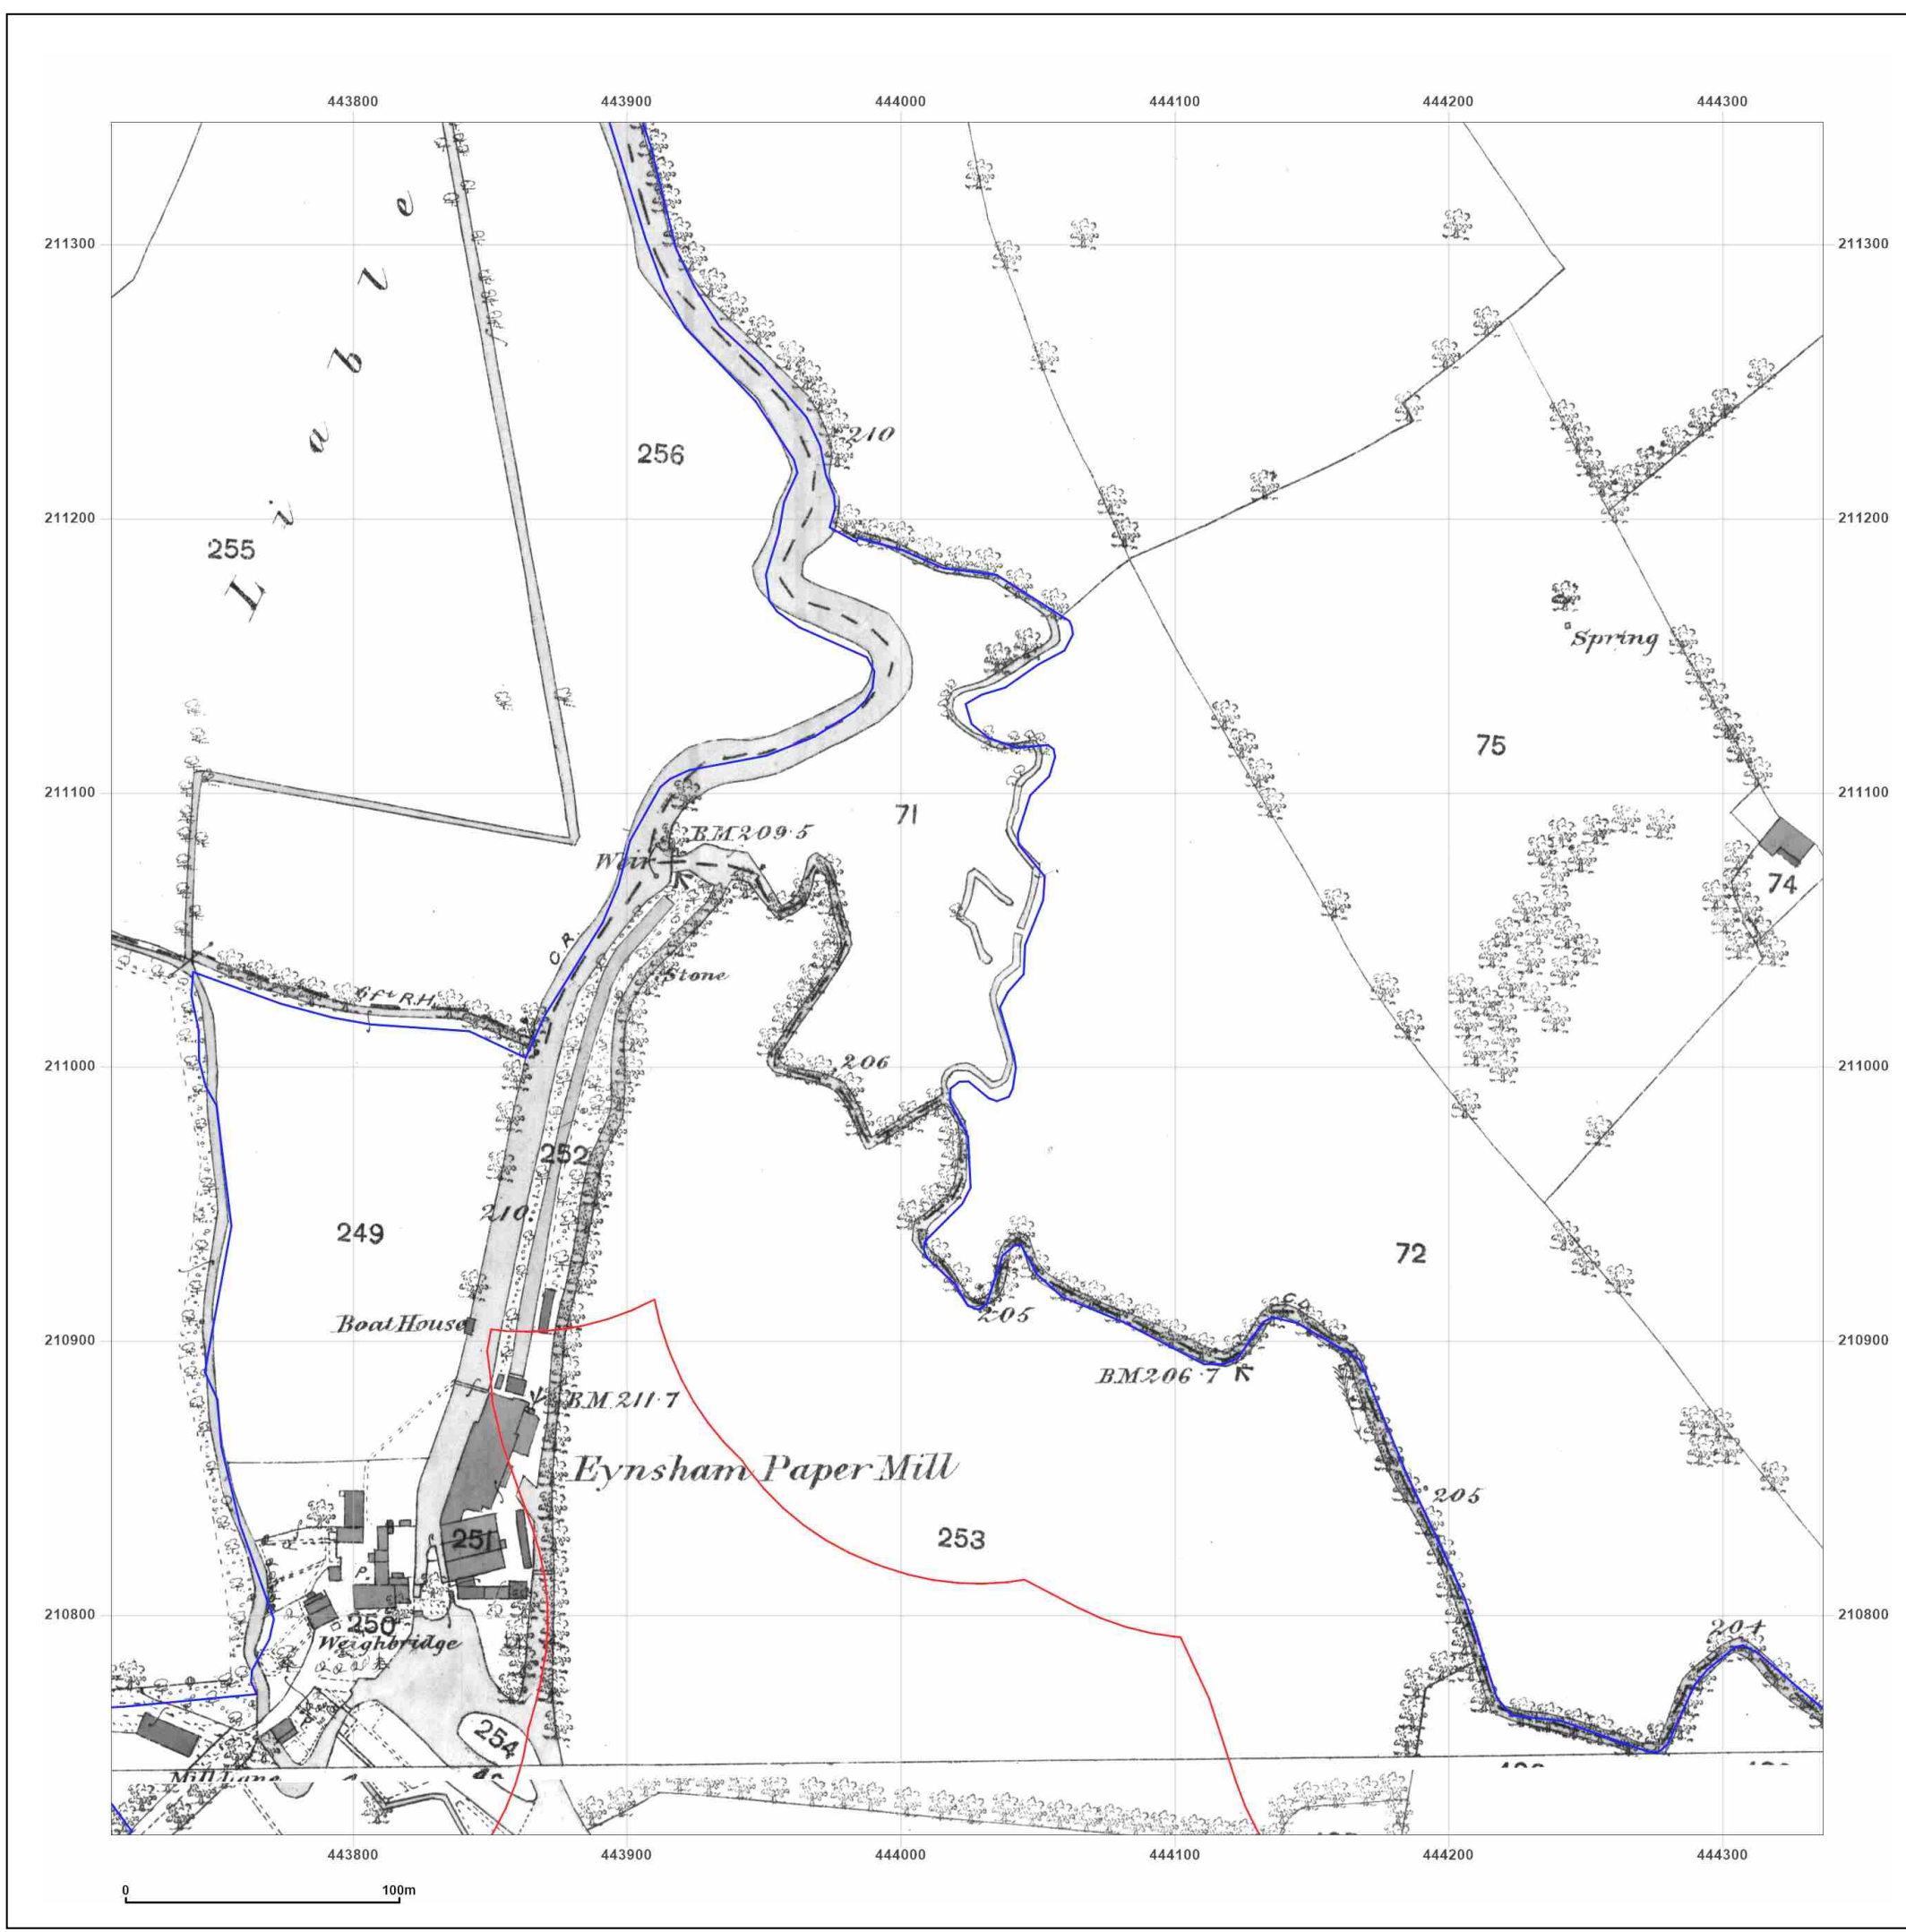 443800 443900 444000 444100 444200 444300
211300 211300
Liable
210
256
211200 211200
255
Spring
75
211100 211100
71
BM 209·5
Weir
74
C.R.
Stone
6ft R.H.
211000 211000
206
252
210
249
72
C.D.
205
Boat House
210900 210900
BM 206·7
BM 211·7
Eynsham Paper Mill
205
251
253
P.
210800 210800
250
204
Weighbridge
254
Mill Lane
443800 443900 444000 444100 444200 444300
0 100m